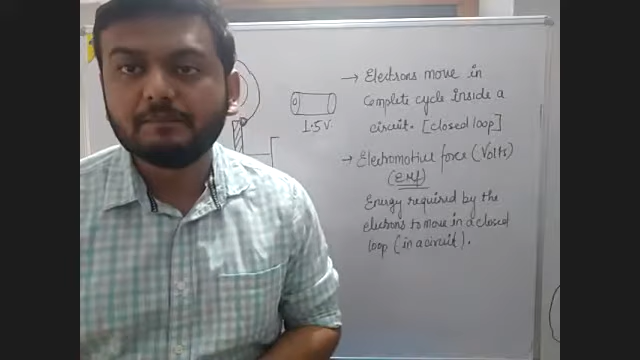 1.5V
→ Electrons move in
complete cycle inside a
circuit. [closed loop]
→ Electromotive force (Volts)
(EMf)
Energy required by the
electrons to move in a closed
loop (in a circuit).